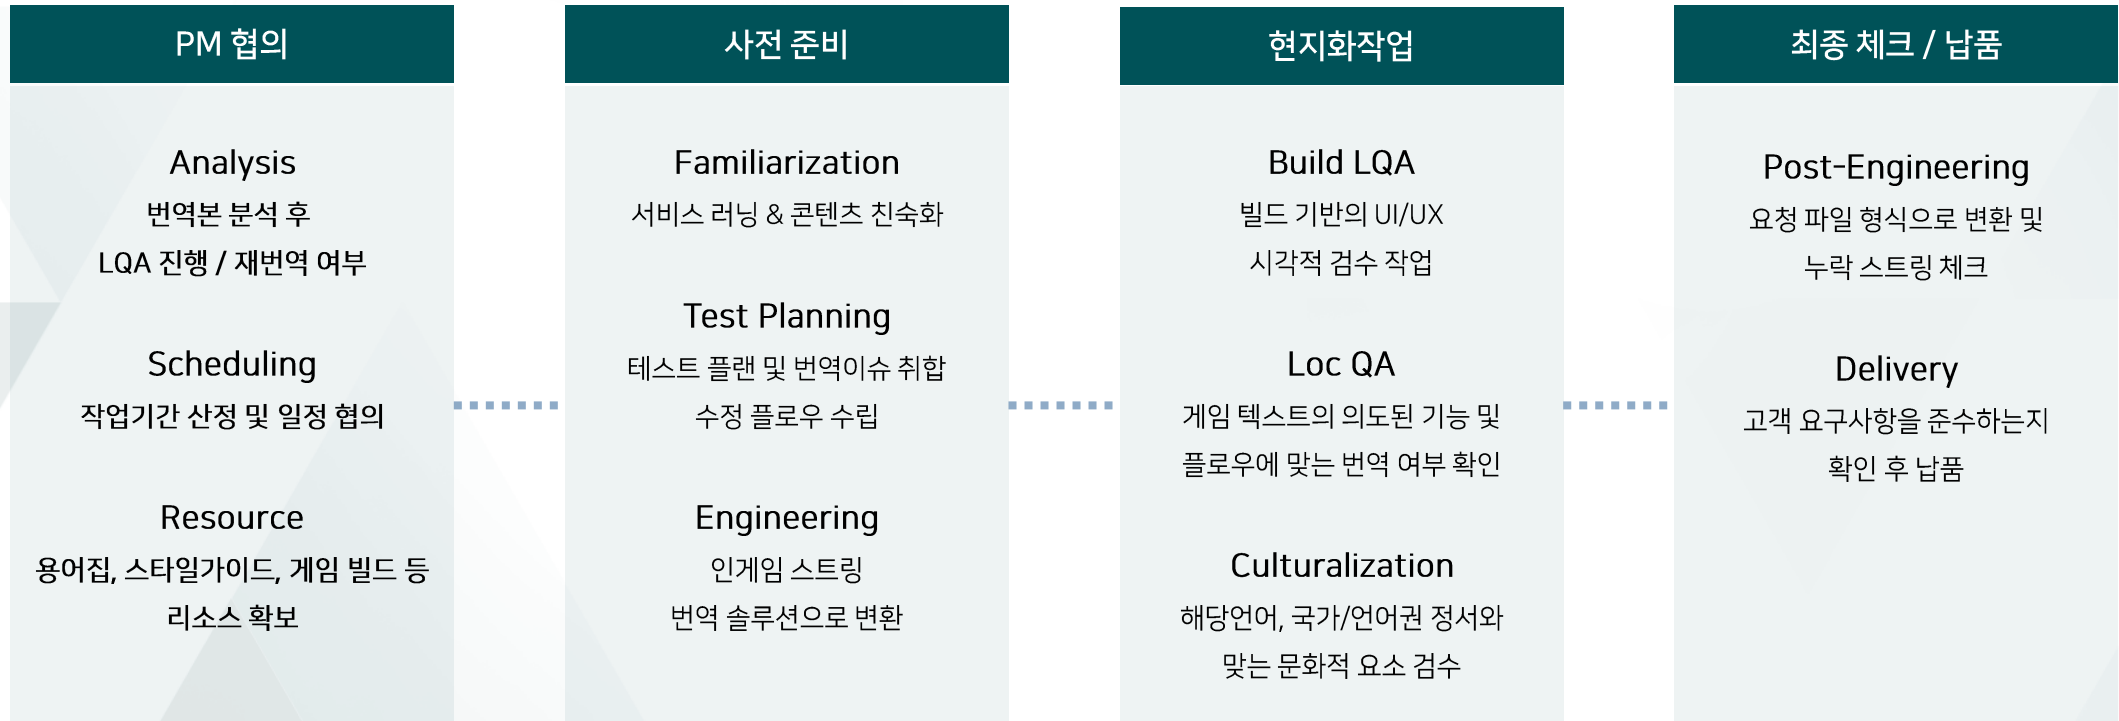 PM 협의
Analysis
번역본 분석 후
LQA 진행 / 재번역 여부
Scheduling
작업기간 산정 및 일정 협의
Resource
용어집, 스타일가이드, 게임 빌드 등
리소스 확보
사전 준비
Familiarization
서비스 러닝 & 콘텐츠 친숙화
Test Planning
테스트 플랜 및 번역이슈 취합
수정 플로우 수립
Engineering
인게임 스트링
번역 솔루션으로 변환
현지화작업
Build LQA
빌드 기반의 UI/UX
시각적 검수 작업
Loc QA
게임 텍스트의 의도된 기능 및
플로우에 맞는 번역 여부 확인
Culturalization
해당언어, 국가/언어권 정서와
맞는 문화적 요소 검수
최종 체크 / 납품
Post-Engineering
요청 파일 형식으로 변환 및
누락 스트링 체크
Delivery
고객 요구사항을 준수하는지
확인 후 납품